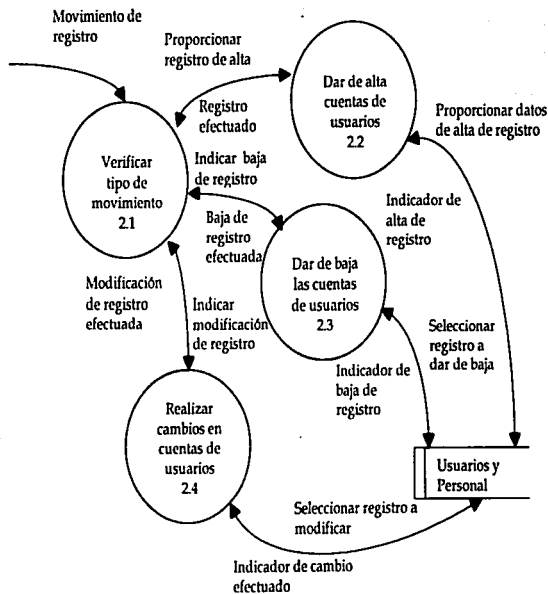 Movimiento de
registro
Proporcionar
registro de alta
Dar de alta
cuentas de
usuarios
2.2
Proporcionar datos
de alta de registro
Registro
efectuado
Verificar
tipo de
movimiento
2.1
Indicar baja
de registro
Baja de
registro
efectuada
Indicador de
alta de
registro
Dar de baja
las cuentas
de usuarios
2.3
Modificación
de registro
efectuada
Indicar
modificación
de registro
Seleccionar
registro a
dar de baja
Indicador de
baja de
registro
Realizar
cambios en
cuentas de
usuarios
2.4
Usuarios y
Personal
Seleccionar registro a
modificar
Indicador de cambio
efectuado